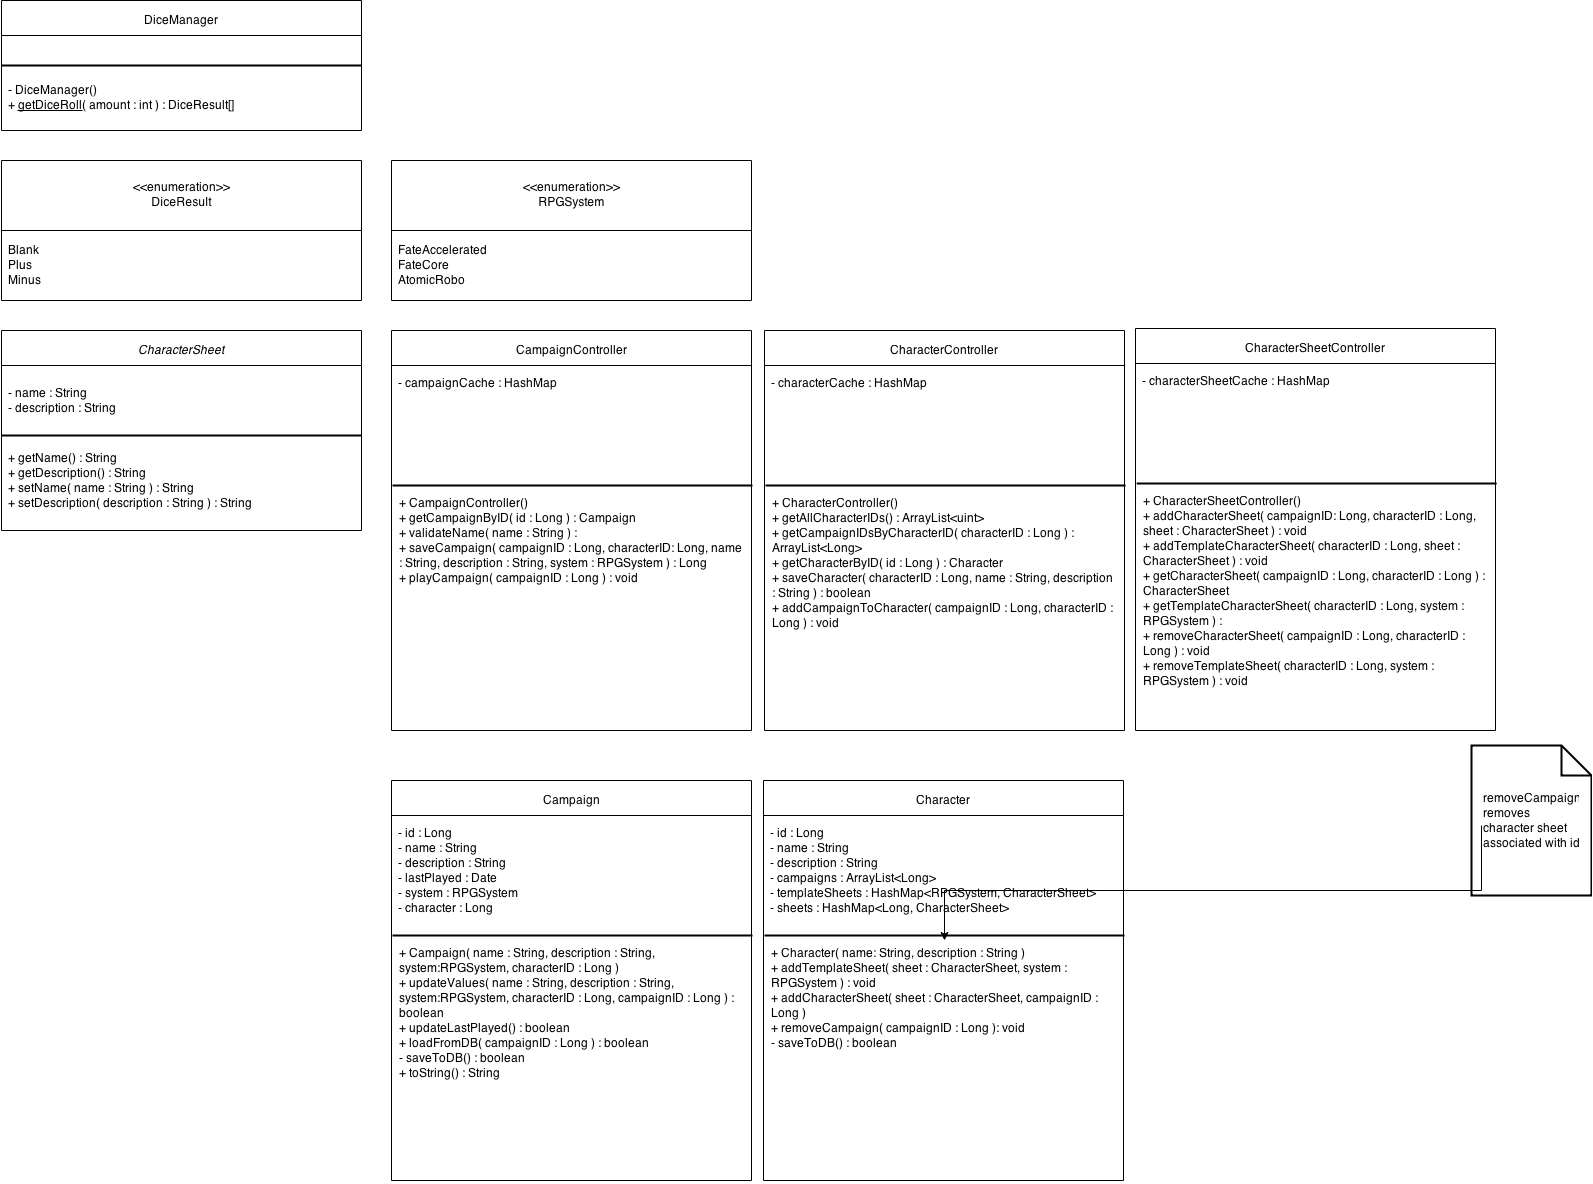 DiceManager
- DiceManager()
+ getDiceRoll( amount : int ) : DiceResult[]
<<enumeration>>
DiceResult
Blank
Plus
Minus
<<enumeration>>
RPGSystem
FateAccelerated
FateCore
AtomicRobo
CharacterSheet
- name : String
- description : String
+ getName() : String
+ getDescription() : String
+ setName( name : String ) : String
+ setDescription( description : String ) : String
CampaignController
- campaignCache : HashMap
+ CampaignController()
+ getCampaignByID( id : Long ) : Campaign
+ validateName( name : String ) :
+ saveCampaign( campaignID : Long, characterID: Long, name
: String, description : String, system : RPGSystem ) : Long
+ playCampaign( campaignID : Long ) : void
CharacterController
- characterCache : HashMap
+ CharacterController()
+ getAllCharacterIDs() : ArrayList<uint>
+ getCampaignIDsByCharacterID( characterID : Long ) :
ArrayList<Long>
+ getCharacterByID( id : Long ) : Character
+ saveCharacter( characterID : Long, name : String, description
: String ) : boolean
+ addCampaignToCharacter( campaignID : Long, characterID :
Long ) : void
CharacterSheetController
- characterSheetCache : HashMap
+ CharacterSheetController()
+ addCharacterSheet( campaignID: Long, characterID : Long,
sheet : CharacterSheet ) : void
+ addTemplateCharacterSheet( characterID : Long, sheet :
CharacterSheet ) : void
+ getCharacterSheet( campaignID : Long, characterID : Long ) :
CharacterSheet
+ getTemplateCharacterSheet( characterID : Long, system :
RPGSystem ) :
+ removeCharacterSheet( campaignID : Long, characterID :
Long ) : void
+ removeTemplateSheet( characterID : Long, system :
RPGSystem ) : void
Campaign
- id : Long
- name : String
- description : String
- lastPlayed : Date
- system : RPGSystem
- character : Long
+ Campaign( name : String, description : String,
system:RPGSystem, characterID : Long )
+ updateValues( name : String, description : String,
system:RPGSystem, characterID : Long, campaignID : Long ) :
boolean
+ updateLastPlayed() : boolean
+ loadFromDB( campaignID : Long ) : boolean
- saveToDB() : boolean
+ toString() : String
Character
- id : Long
- name : String
- description : String
- campaigns : ArrayList<Long>
- templateSheets : HashMap<RPGSystem, CharacterSheet>
- sheets : HashMap<Long, CharacterSheet>
+ Character( name: String, description : String )
+ addTemplateSheet( sheet : CharacterSheet, system :
RPGSystem ) : void
+ addCharacterSheet( sheet : CharacterSheet, campaignID :
Long )
+ removeCampaign( campaignID : Long ): void
- saveToDB() : boolean
removeCampaign
removes
character sheet
associated with id